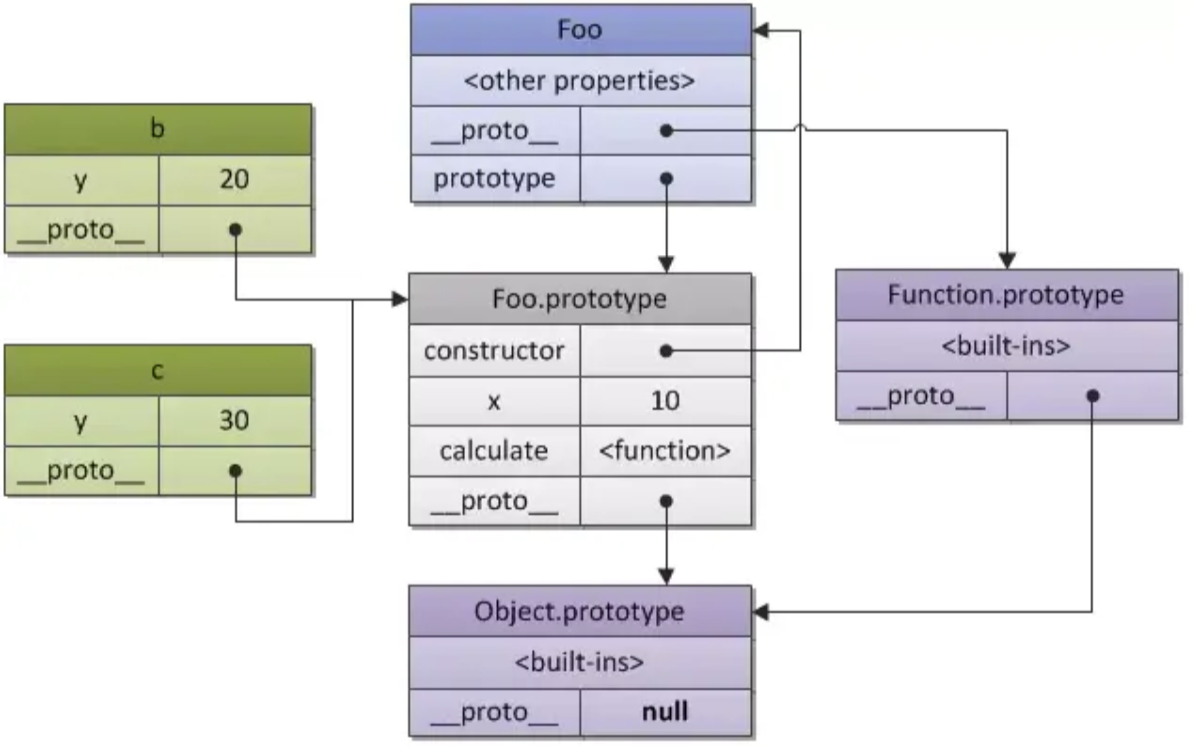 Foo
<other properties>
__proto__
prototype
b
y 20
__proto__
c
y 30
__proto__
Foo.prototype
constructor
x 10
calculate <function>
__proto__
Function.prototype
<built-ins>
__proto__
Object.prototype
<built-ins>
__proto__ null